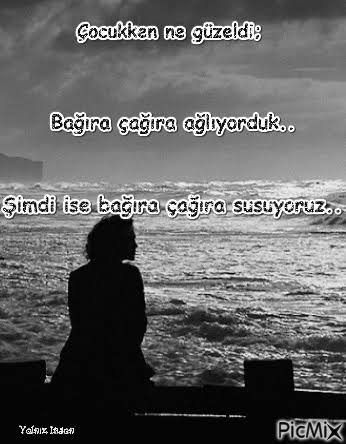 Çocukken ne güzeldi;
Bağıra çağıra ağlıyorduk..
Şimdi ise bağıra çağıra susuyoruz..
Yalnız İnsan
PicMix